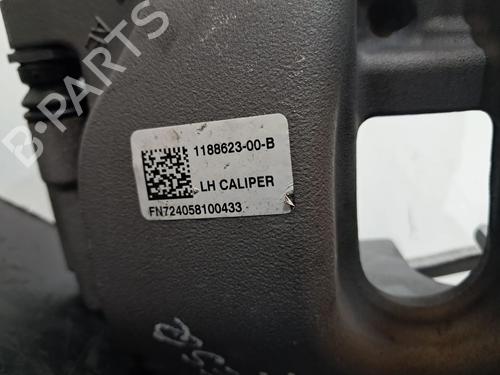 B-PARTS
1188623-00-B
LH CALIPER
FN724058100433